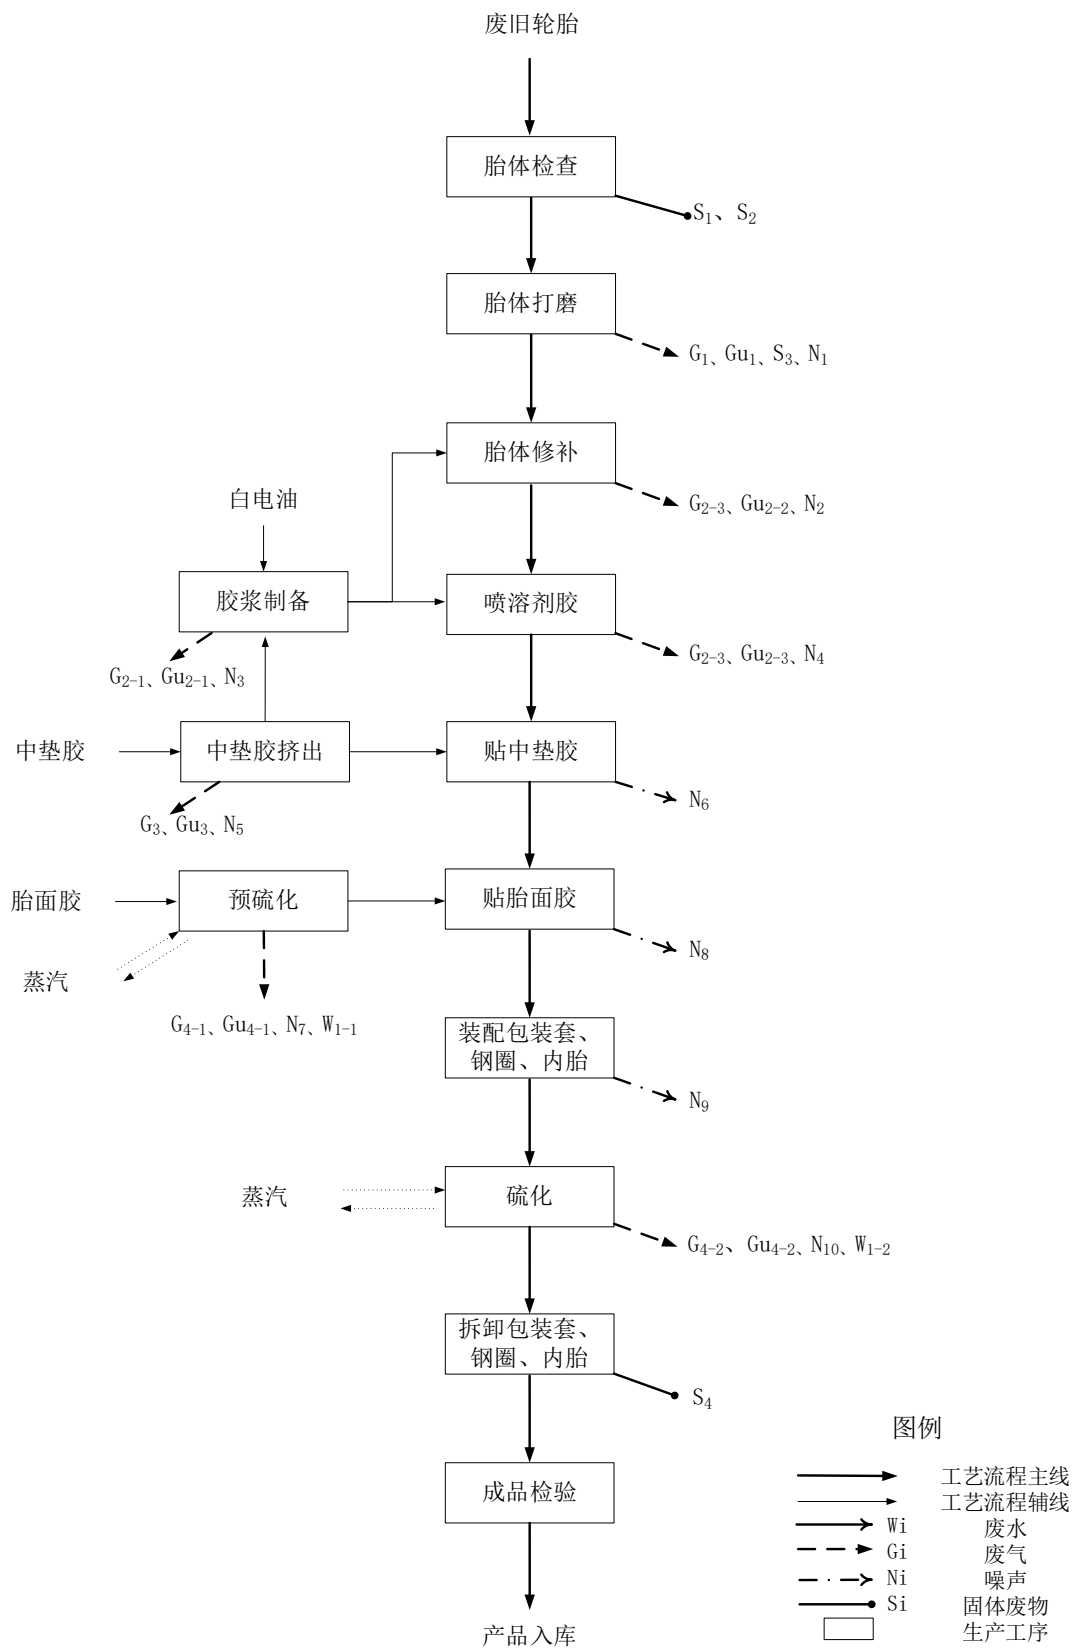 废旧轮胎
胎体检查
S₁、S₂
胎体打磨
G₁、Gu₁、S₃、N₁
胎体修补
G₂₋₃、Gu₂₋₂、N₂
白电油
胶浆制备
喷溶剂胶
G₂₋₁、Gu₂₋₁、N₃
G₂₋₃、Gu₂₋₃、N₄
中垫胶
中垫胶挤出
贴中垫胶
G₃、Gu₃、N₅
N₆
胎面胶
预硫化
贴胎面胶
N₈
蒸汽
G₄₋₁、Gu₄₋₁、N₇、W₁₋₁
装配包装套、
钢圈、内胎
N₉
蒸汽
硫化
G₄₋₂、Gu₄₋₂、N₁₀、W₁₋₂
拆卸包装套、
钢圈、内胎
S₄
成品检验
产品入库
图例
工艺流程主线
工艺流程辅线
Wi 废水
Gi 废气
Ni 噪声
Si 固体废物
生产工序